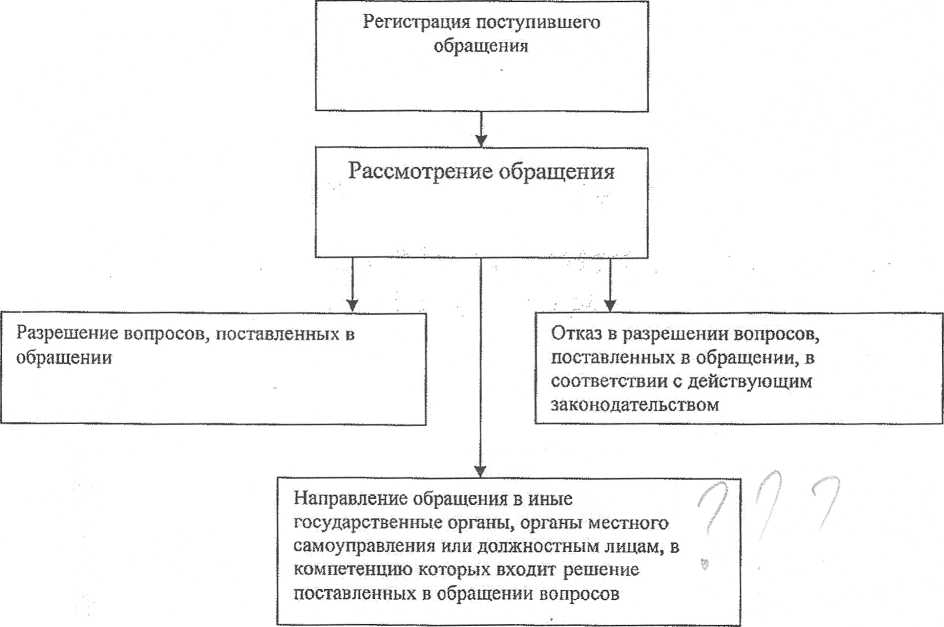 Регистрация поступившего
обращения
Рассмотрение обращения
Разрешение вопросов, поставленных в
обращении
Отказ в разрешении вопросов,
поставленных в обращении, в
соответствии с действующим
законодательством
Направление обращения в иные
государственные органы, органы местного
самоуправления или должностным лицам, в
компетенцию которых входит решение
поставленных в обращении вопросов
???